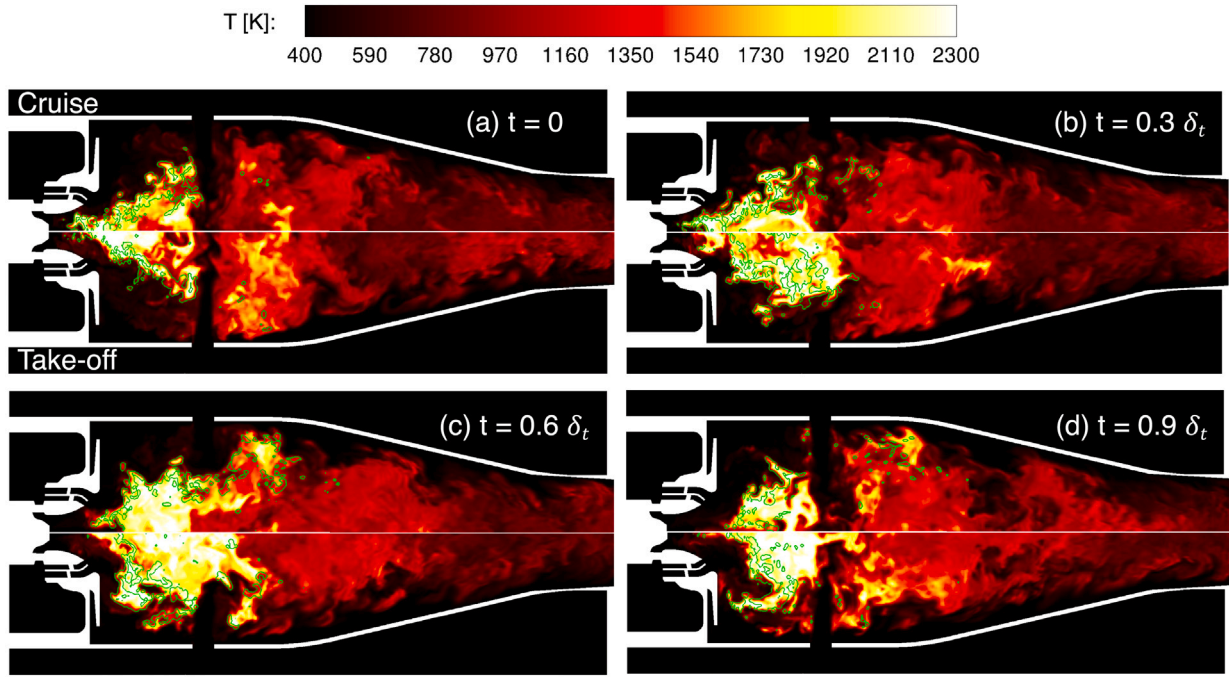 T [K]:
400 590 780 970 1160 1350 1540 1730 1920 2110 2300
Cruise
(a) t = 0
(b) t = 0.3 δₜ
Take-off
(c) t = 0.6 δₜ
(d) t = 0.9 δₜ